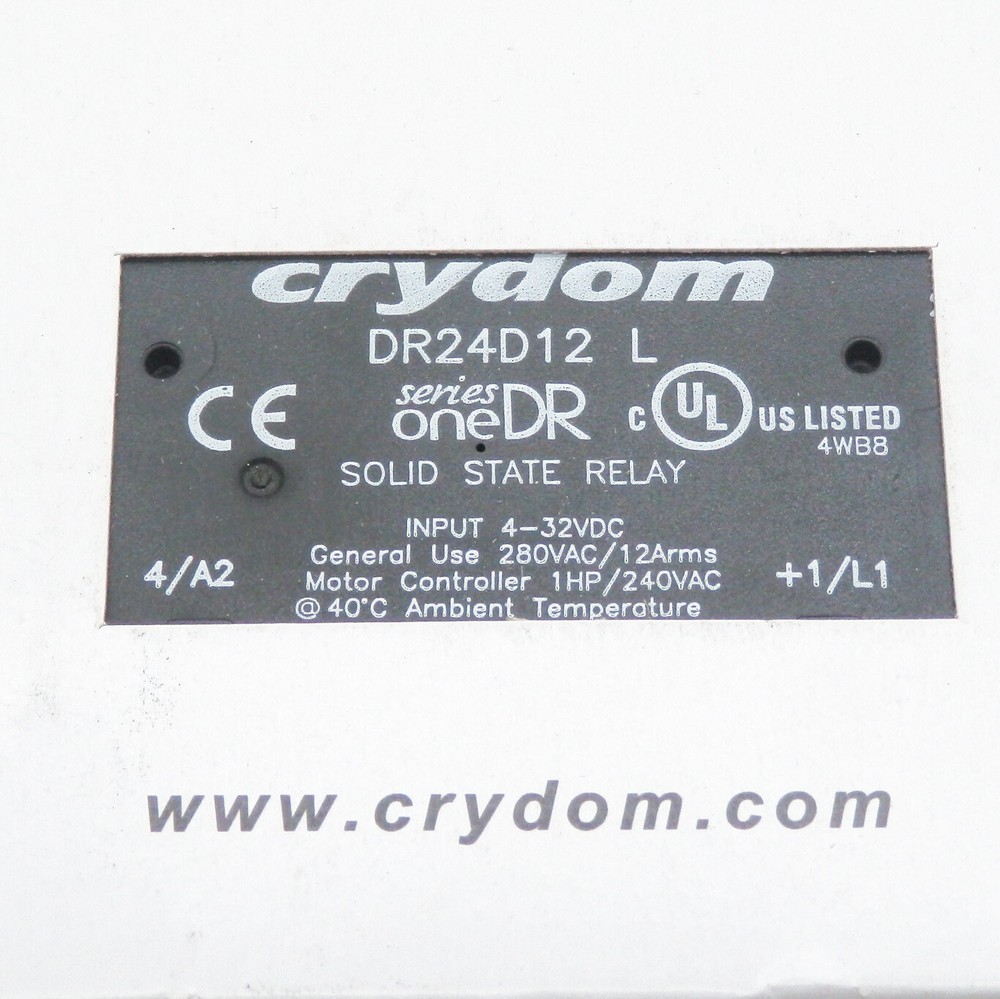 crydom
DR24D12 L
CE series oneDR c UL US LISTED
4WB8
SOLID STATE RELAY
INPUT 4-32VDC
General Use 280VAC/12Arms
4/A2 Motor Controller 1HP/240VAC +1/L1
@ 40°C Ambient Temperature
www.crydom.com